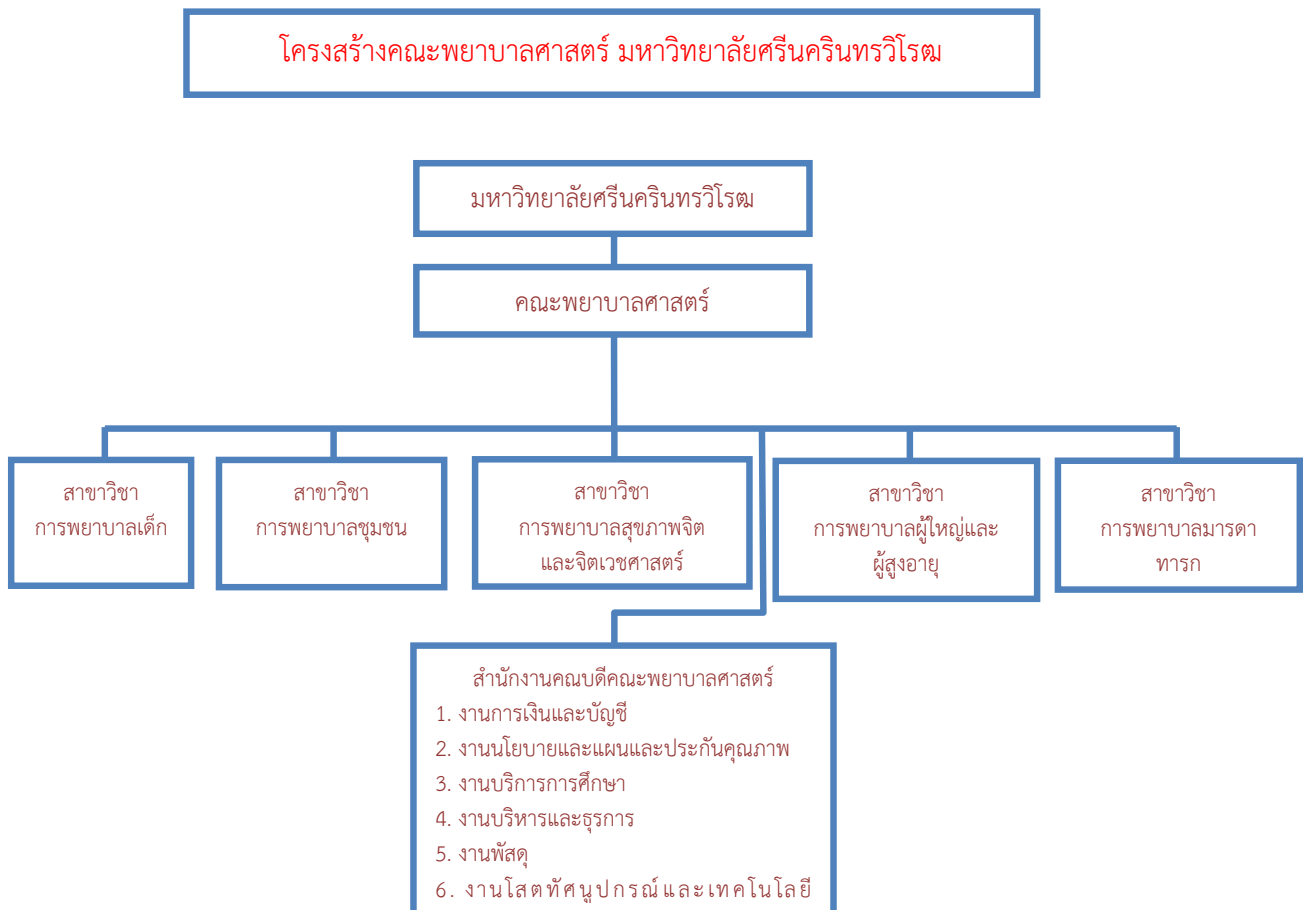 โครงสร้างคณะพยาบาลศาสตร์ มหาวิทยาลัยศรีนครินทรวิโรฒ
มหาวิทยาลัยศรีนครินทรวิโรฒ
คณะพยาบาลศาสตร์
สาขาวิชา
การพยาบาลเด็ก
สาขาวิชา
การพยาบาลชุมชน
สาขาวิชา
การพยาบาลสุขภาพจิต
และจิตเวชศาสตร์
สาขาวิชา
การพยาบาลผู้ใหญ่และ
ผู้สูงอายุ
สาขาวิชา
การพยาบาลมารดา
ทารก
สำนักงานคณบดีคณะพยาบาลศาสตร์
1. งานการเงินและบัญชี
2. งานนโยบายและแผนและประกันคุณภาพ
3. งานบริการการศึกษา
4. งานบริหารและธุรการ
5. งานพัสดุ
6. งานโสตทัศนูปกรณ์และเทคโนโลยี